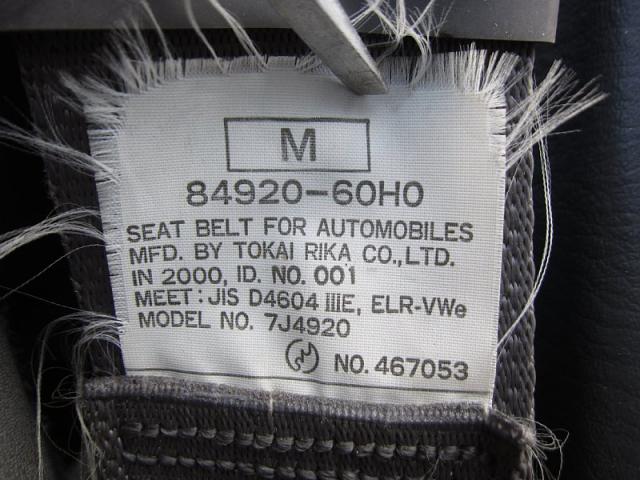 M
84920-60H0
SEAT BELT FOR AUTOMOBILES
MFD. BY TOKAI RIKA CO.,LTD.
IN 2000, ID. NO. 001
MEET : JIS D4604 IIIE, ELR-VWe
MODEL NO. 7J4920
NO. 467053